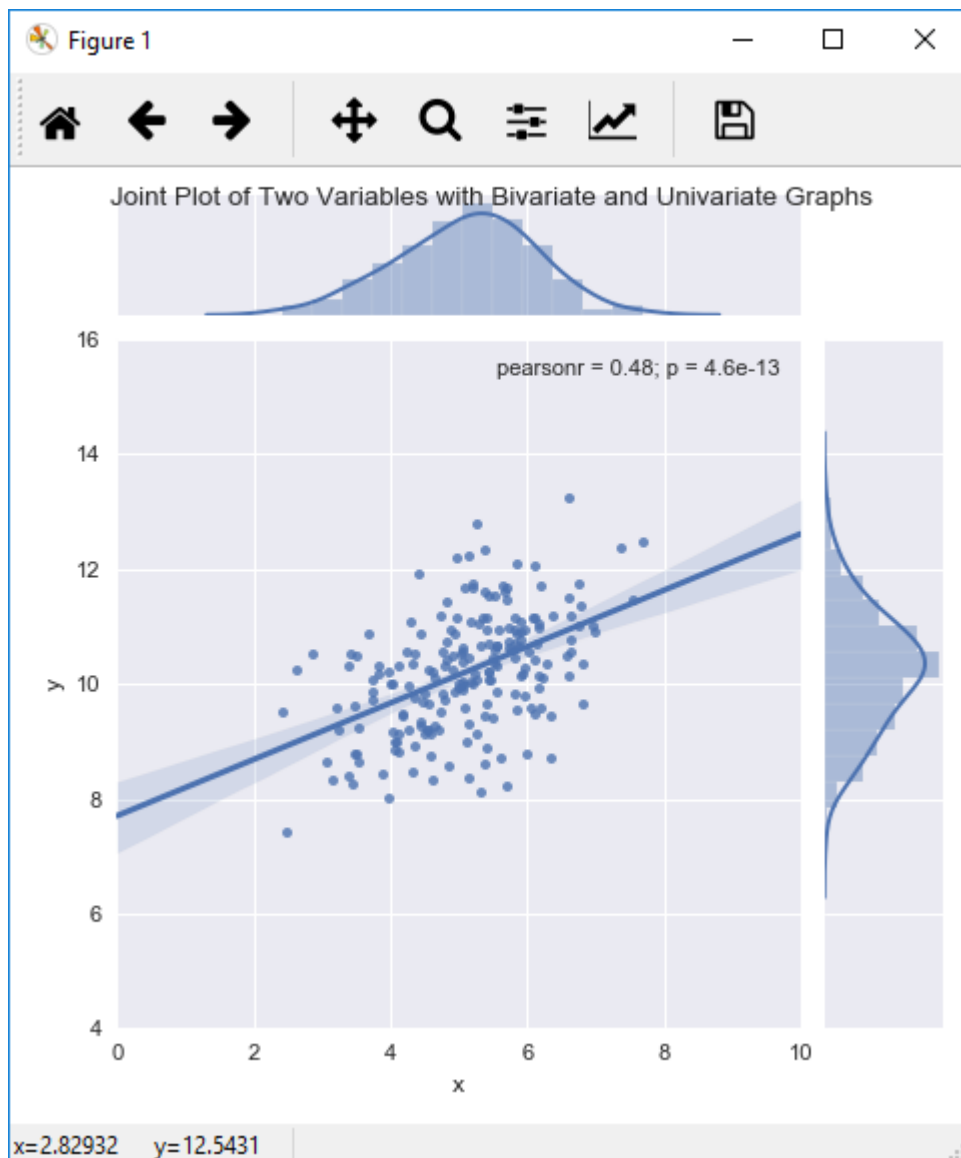 Figure 1
Joint Plot of Two Variables with Bivariate and Univariate Graphs
pearsonr = 0.48; p = 4.6e-13
16
14
12
10
8
6
4
y
0 2 4 6 8 10
x
x=2.82932 y=12.5431